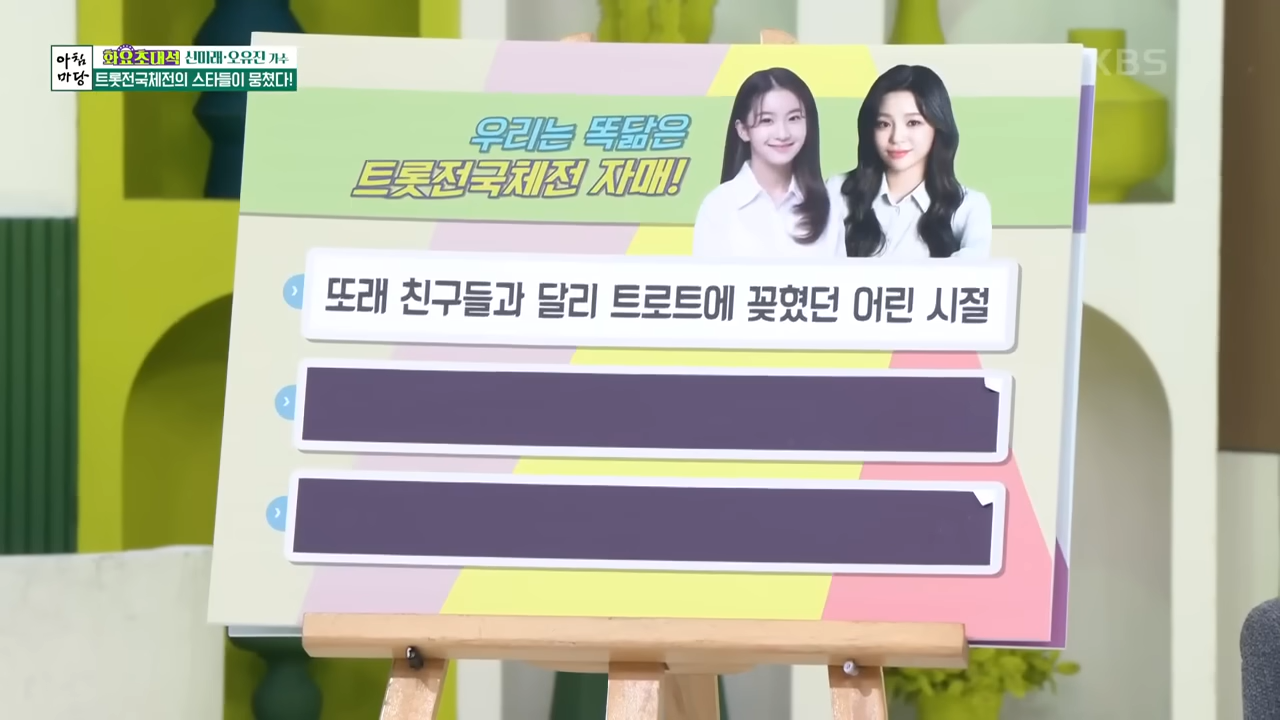 아침
마당
화요초대석 신미래·오유진 가수
트롯전국체전의 스타들이 뭉쳤다!
KBS
우리는 똑닮은
트롯전국체전 자매!
또래 친구들과 달리 트로트에 꽂혔던 어린 시절